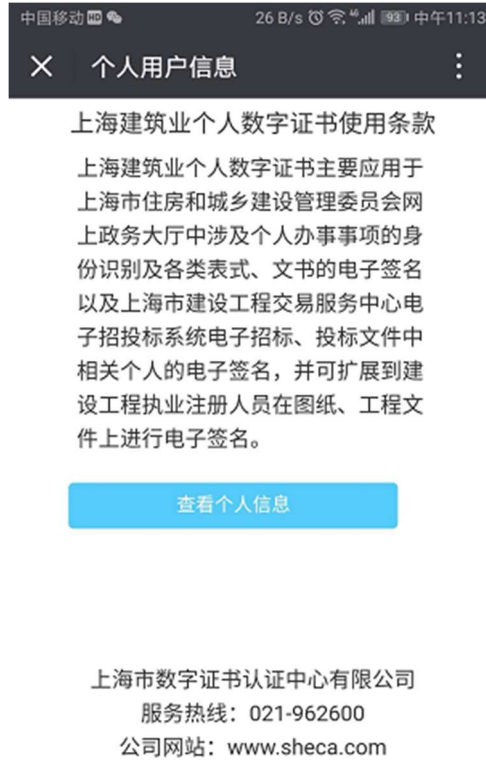 中国移动 HD 26 B/s 4G 93 中午11:13
个人用户信息
上海建筑业个人数字证书使用条款
上海建筑业个人数字证书主要应用于
上海市住房和城乡建设管理委员会网
上政务大厅中涉及个人办事事项的身
份识别及各类表式、文书的电子签名
以及上海市建设工程交易服务中心电
子招投标系统电子招标、投标文件中
相关个人的电子签名，并可扩展到建
设工程执业注册人员在图纸、工程文
件上进行电子签名。
查看个人信息
上海市数字证书认证中心有限公司
服务热线：021-962600
公司网站：www.sheca.com